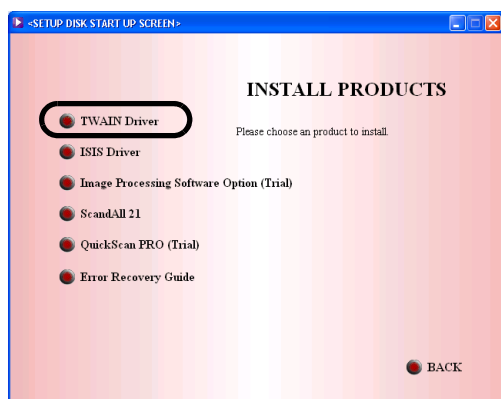 <SETUP DISK START UP SCREEN>
INSTALL PRODUCTS
Please choose an product to install.
TWAIN Driver
ISIS Driver
Image Processing Software Option (Trial)
ScandAll 21
QuickScan PRO (Trial)
Error Recovery Guide
BACK